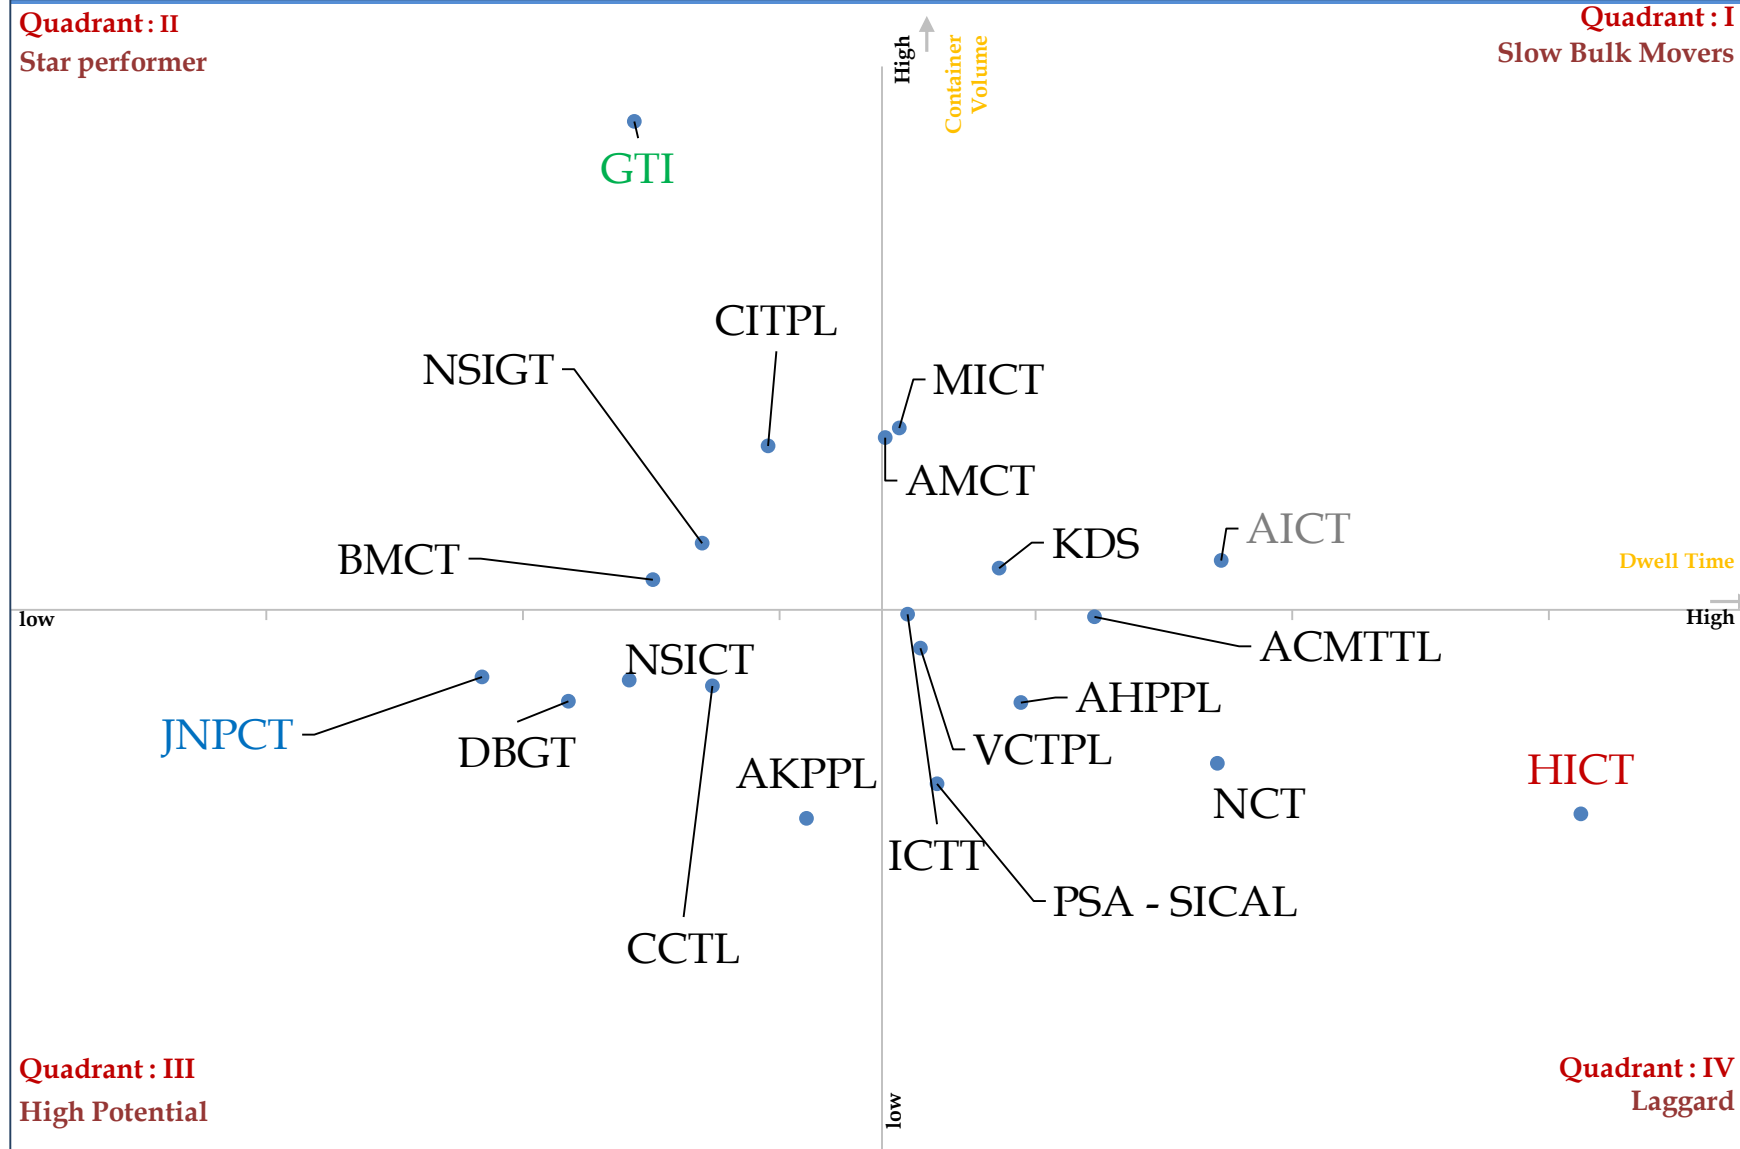 Quadrant : II
Star performer
Quadrant : I
Slow Bulk Movers
High
Container
Volume
GTI
CITPL
NSIGT
MICT
AMCT
AICT
KDS
BMCT
Dwell Time
low
High
NSICT
ACMTTL
AHPPL
JNPCT
DBGT
VCTPL
AKPPL
HICT
NCT
ICTT
PSA - SICAL
CCTL
Quadrant : III
High Potential
Quadrant : IV
Laggard
low